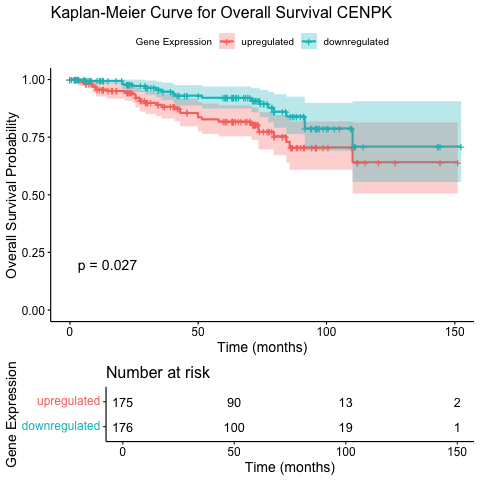 Kaplan-Meier Curve for Overall Survival CENPK
Gene Expression upregulated downregulated
Overall Survival Probability
1.00
0.75
0.50
0.25
0.00
p = 0.027
0 50 100 150
Time (months)
Number at risk
Gene Expression
upregulated 175 90 13 2
downregulated 176 100 19 1
0 50 100 150
Time (months)